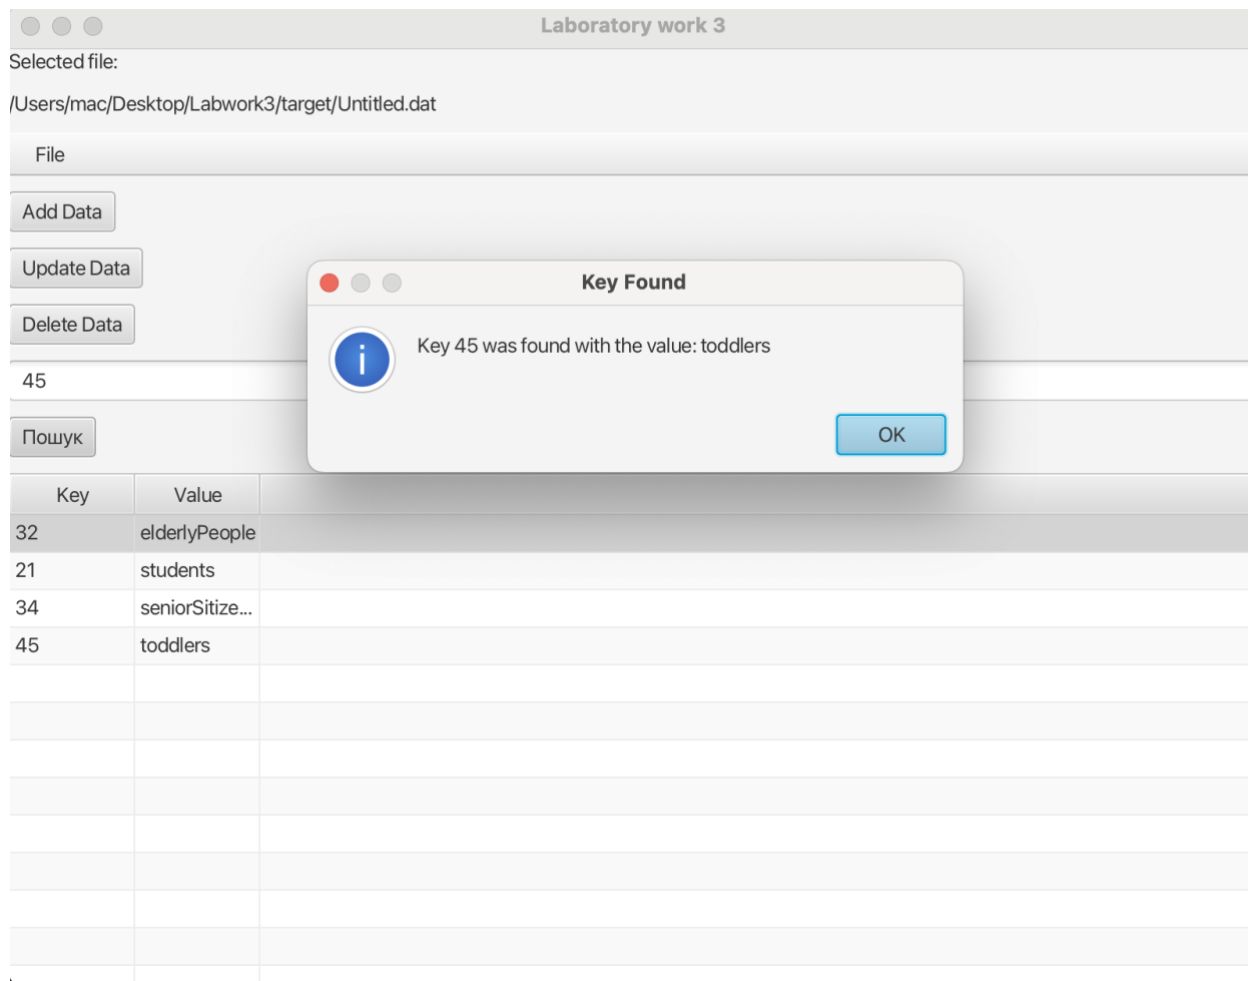 Laboratory work 3
Selected file:
/Users/mac/Desktop/Labwork3/target/Untitled.dat
File
Add Data
Update Data
Delete Data
Key Found
Key 45 was found with the value: toddlers
OK
45
Пошук
Key Value
32 elderlyPeople
21 students
34 seniorSitize...
45 toddlers